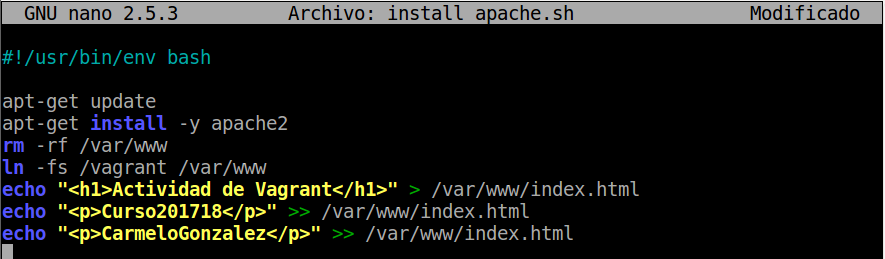 GNU nano 2.5.3 Archivo: install apache.sh Modificado
#!/usr/bin/env bash
apt-get update
apt-get install -y apache2
rm -rf /var/www
ln -fs /vagrant /var/www
echo "<h1>Actividad de Vagrant</h1>" > /var/www/index.html
echo "<p>Curso201718</p>" >> /var/www/index.html
echo "<p>CarmeloGonzalez</p>" >> /var/www/index.html